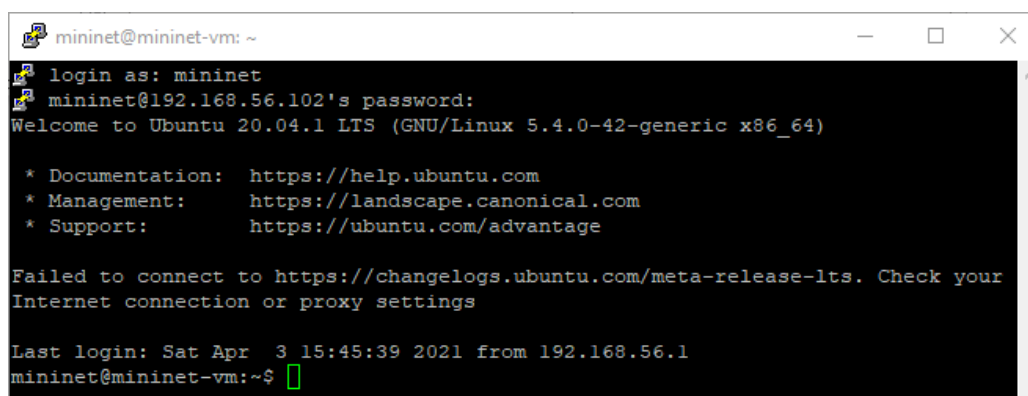 mininet@mininet-vm: ~
login as: mininet
mininet@192.168.56.102's password:
Welcome to Ubuntu 20.04.1 LTS (GNU/Linux 5.4.0-42-generic x86_64)
* Documentation:  https://help.ubuntu.com
* Management:     https://landscape.canonical.com
* Support:        https://ubuntu.com/advantage
Failed to connect to https://changelogs.ubuntu.com/meta-release-lts. Check your
Internet connection or proxy settings
Last login: Sat Apr  3 15:45:39 2021 from 192.168.56.1
mininet@mininet-vm:~$